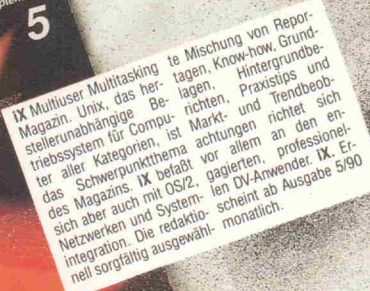 5
iX Multiuser Multitasking
Magazin. Unix, das her-
stellerunabhängige Be-
triebssystem für Compu-
ter aller Kategorien, ist
das Schwerpunktthema
des Magazins. iX befaßt
sich aber auch mit OS/2,
Netzwerken und System-
integration. Die redaktio-
nell sorgfältig ausgewähl-
te Mischung von Repor-
tagen, Know-how, Grund-
lagen, Hintergrundbe-
richten, Praxistips und
Markt- und Trendbeob-
achtungen richtet sich
vor allem an den en-
gagierten, professionel-
len DV-Anwender. iX. Er-
scheint ab Ausgabe 5/90
monatlich.